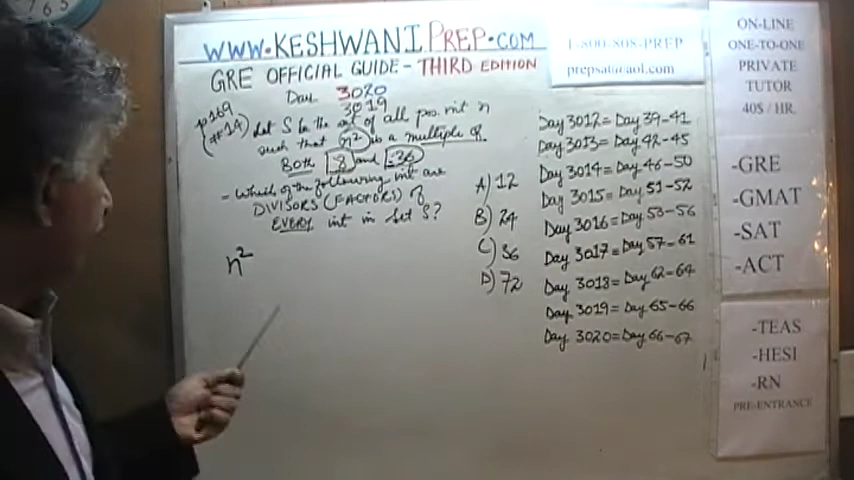 7 6 5
WWW.KESHWANIPREP.COM
GRE OFFICIAL GUIDE - THIRD EDITION
Day 3020
3019
p169
(#19) Let S be the set of all pos. int n
such that n² is a multiple of
BOTH 8 and 36
- Which of the following int are
DIVISORS (FACTORS) of
EVERY int in set S?
n²
A) 12
B) 24
C) 36
D) 72
1-800-808-PREP
prepsat@aol.com
Day 3012 = Day 39-41
Day 3013 = Day 42-45
Day 3014 = Day 46-50
Day 3015 = Day 51-52
Day 3016 = Day 53-56
Day 3017 = Day 57-61
Day 3018 = Day 62-64
Day 3019 = Day 65-66
Day 3020 = Day 66-67
ON-LINE
ONE-TO-ONE
PRIVATE
TUTOR
40$ / HR.
-GRE
-GMAT
-SAT
-ACT
-TEAS
-HESI
-RN
PRE-ENTRANCE